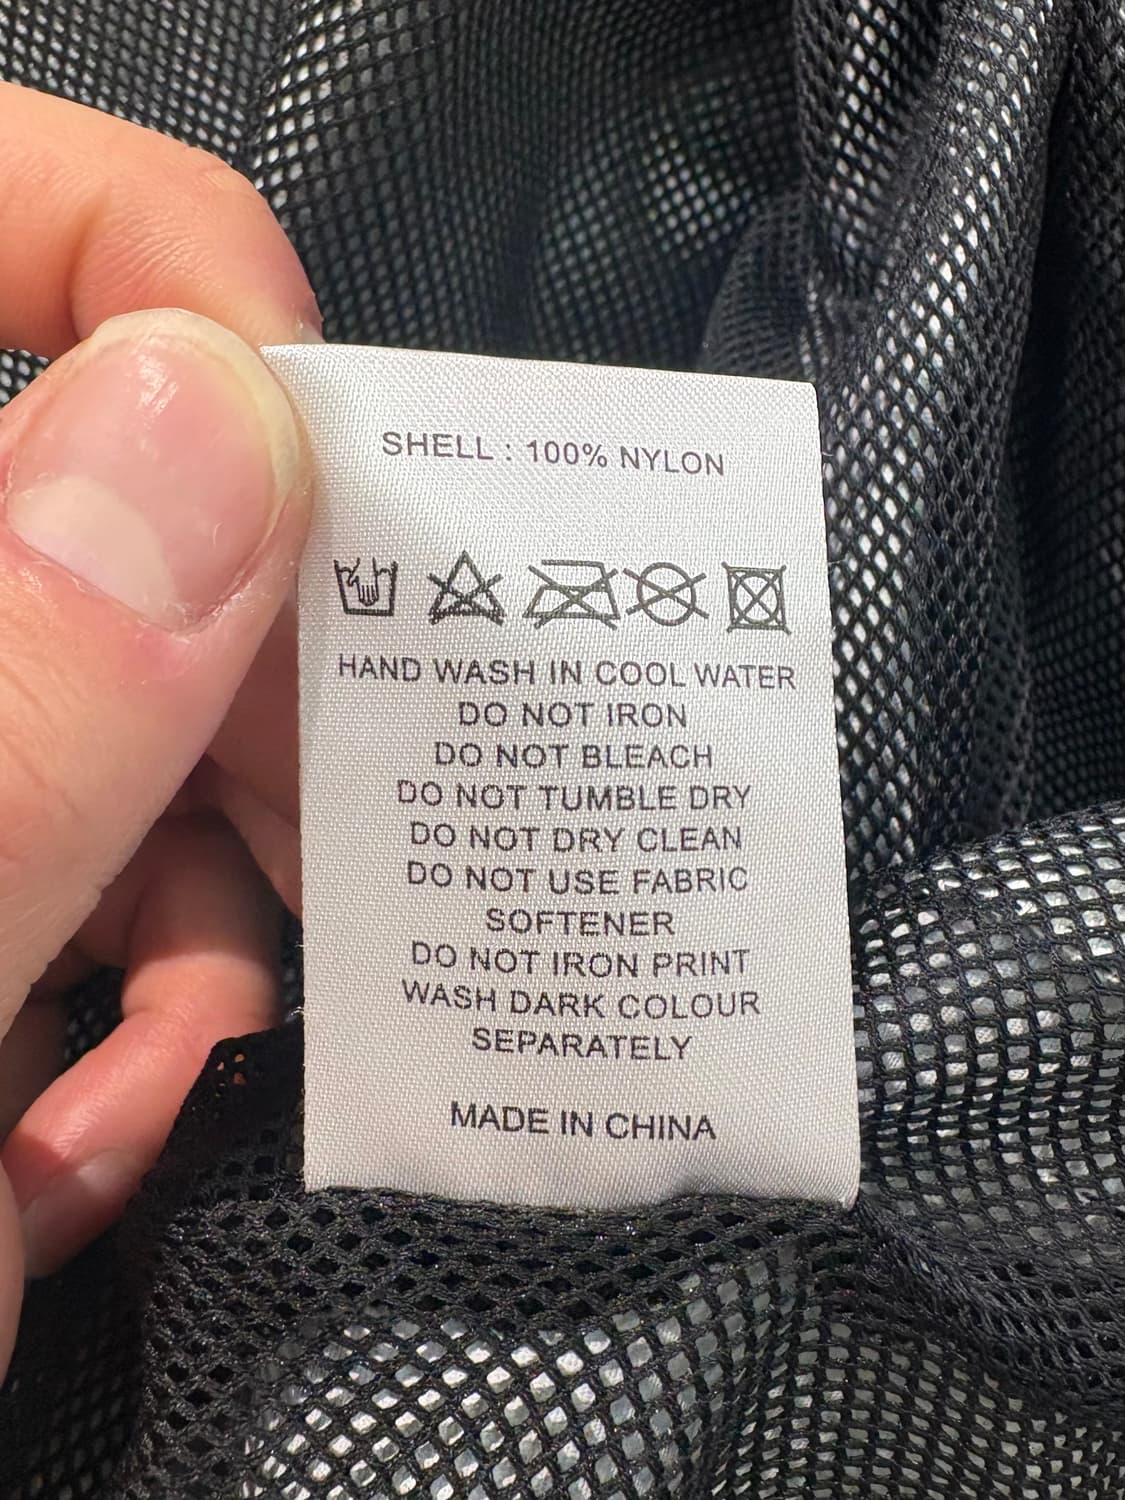 SHELL : 100% NYLON
HAND WASH IN COOL WATER
DO NOT IRON
DO NOT BLEACH
DO NOT TUMBLE DRY
DO NOT DRY CLEAN
DO NOT USE FABRIC
SOFTENER
DO NOT IRON PRINT
WASH DARK COLOUR
SEPARATELY
MADE IN CHINA